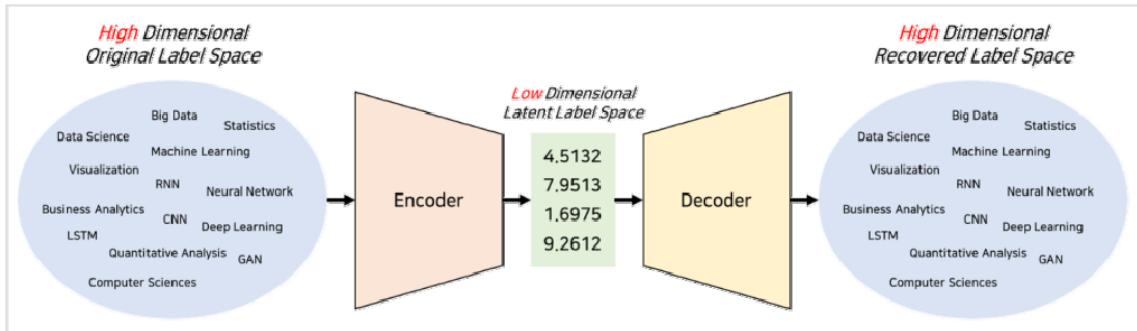 High Dimensional
Original Label Space
Big Data
Statistics
Data Science
Machine Learning
Visualization
RNN
Neural Network
Business Analytics
CNN
Deep Learning
LSTM
Quantitative Analysis
GAN
Computer Sciences
Encoder
Low Dimensional
Latent Label Space
4.5132
7.9513
1.6975
9.2612
Decoder
High Dimensional
Recovered Label Space
Big Data
Statistics
Data Science
Machine Learning
Visualization
RNN
Neural Network
Business Analytics
CNN
Deep Learning
LSTM
Quantitative Analysis
GAN
Computer Sciences